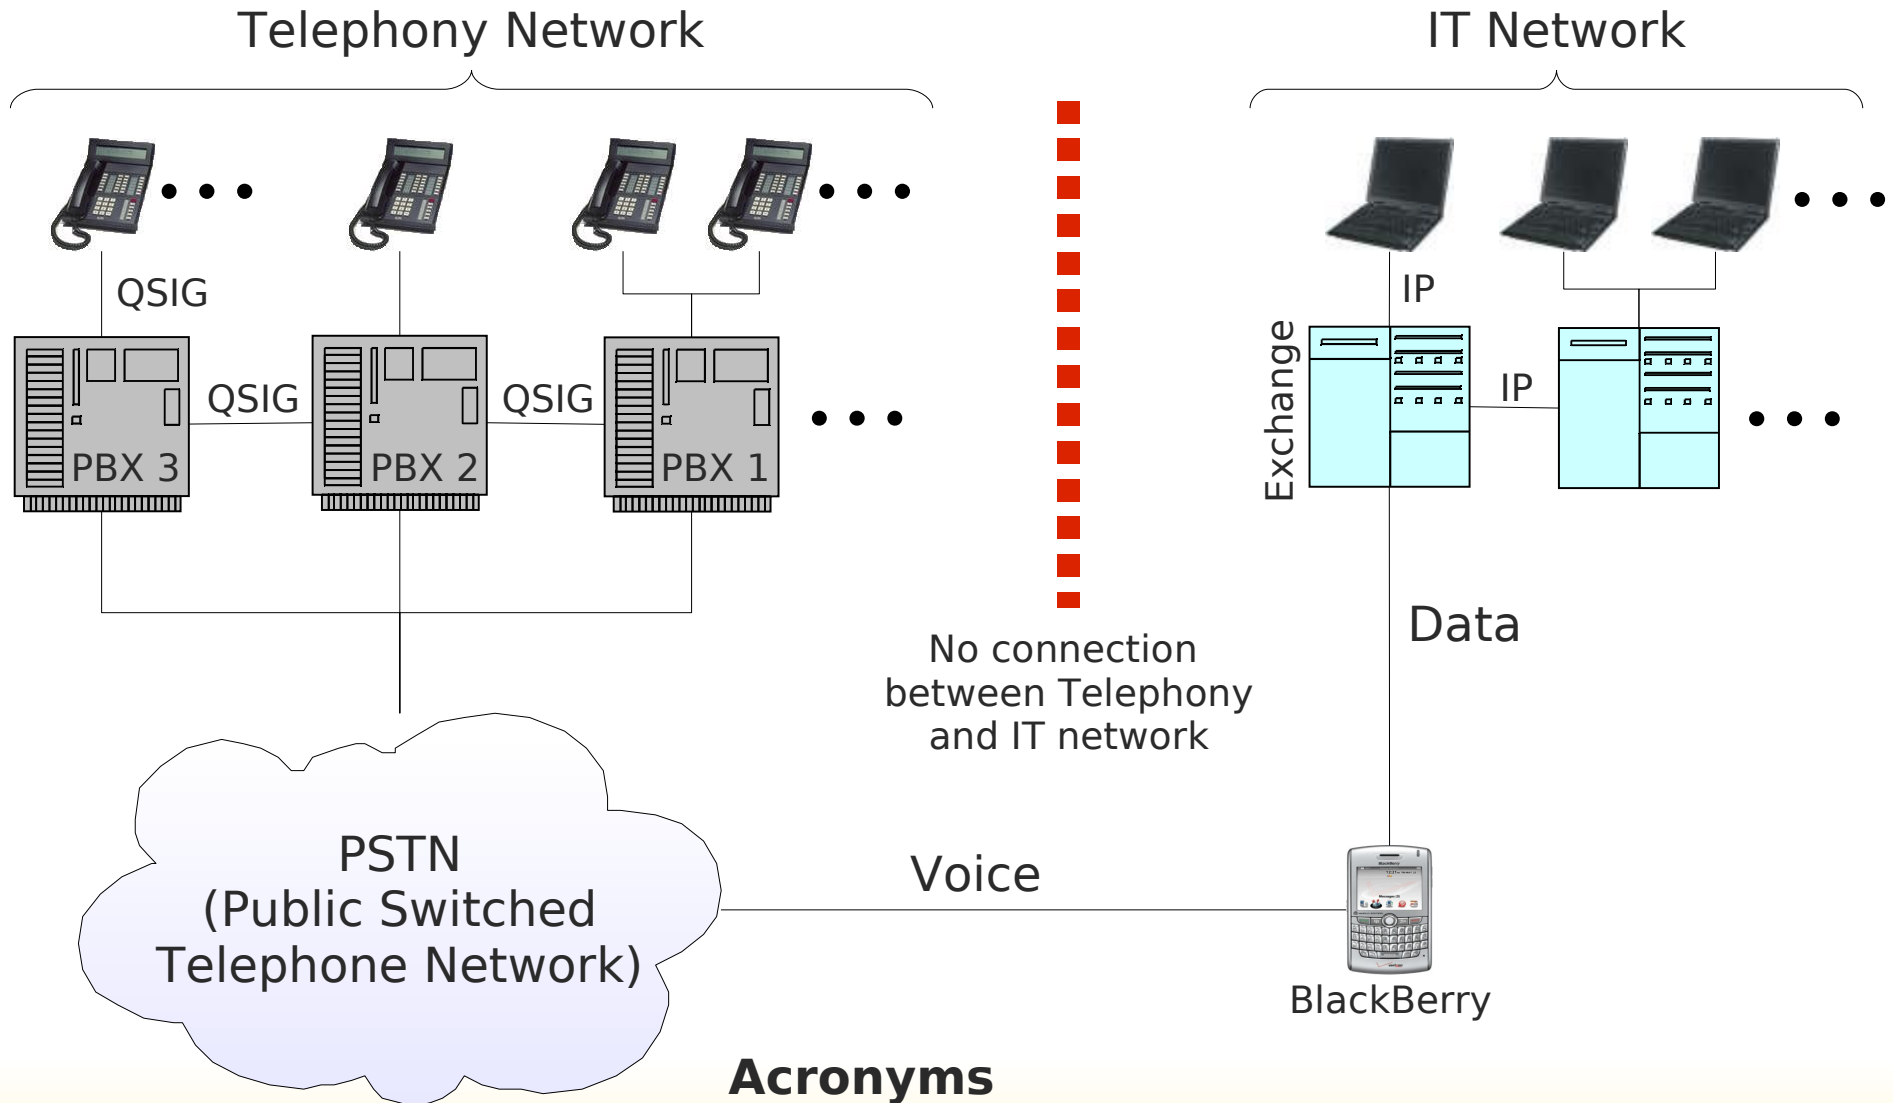 Telephony Network
IT Network
QSIG
IP
QSIG
QSIG
Exchange
IP
PBX 3
PBX 2
PBX 1
Data
No connection
between Telephony
and IT network
PSTN
(Public Switched
Telephone Network)
Voice
BlackBerry
Acronyms